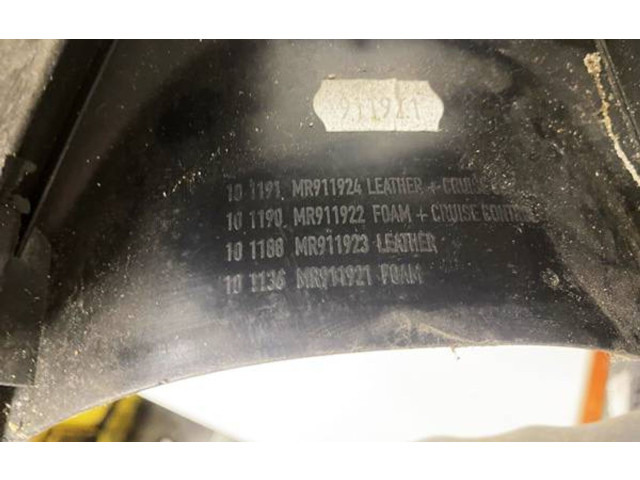 911921
10 1191 MR911924 LEATHER + CRUISE
10 1190 MR911922 FOAM + CRUISE CONTROL
10 1188 MR911923 LEATHER
10 1136 MR911921 FOAM